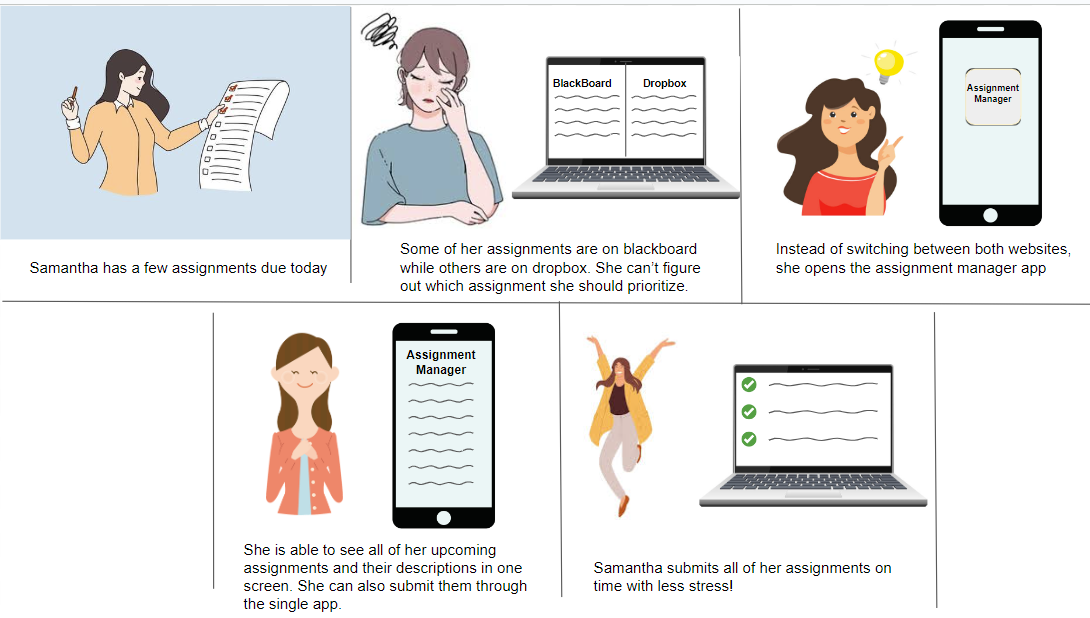 BlackBoard
Dropbox
Assignment
Manager
Samantha has a few assignments due today
Some of her assignments are on blackboard
while others are on dropbox. She can't figure
out which assignment she should prioritize.
Instead of switching between both websites,
she opens the assignment manager app
Assignment
Manager
She is able to see all of her upcoming
assignments and their descriptions in one
screen. She can also submit them through
the single app.
Samantha submits all of her assignments on
time with less stress!